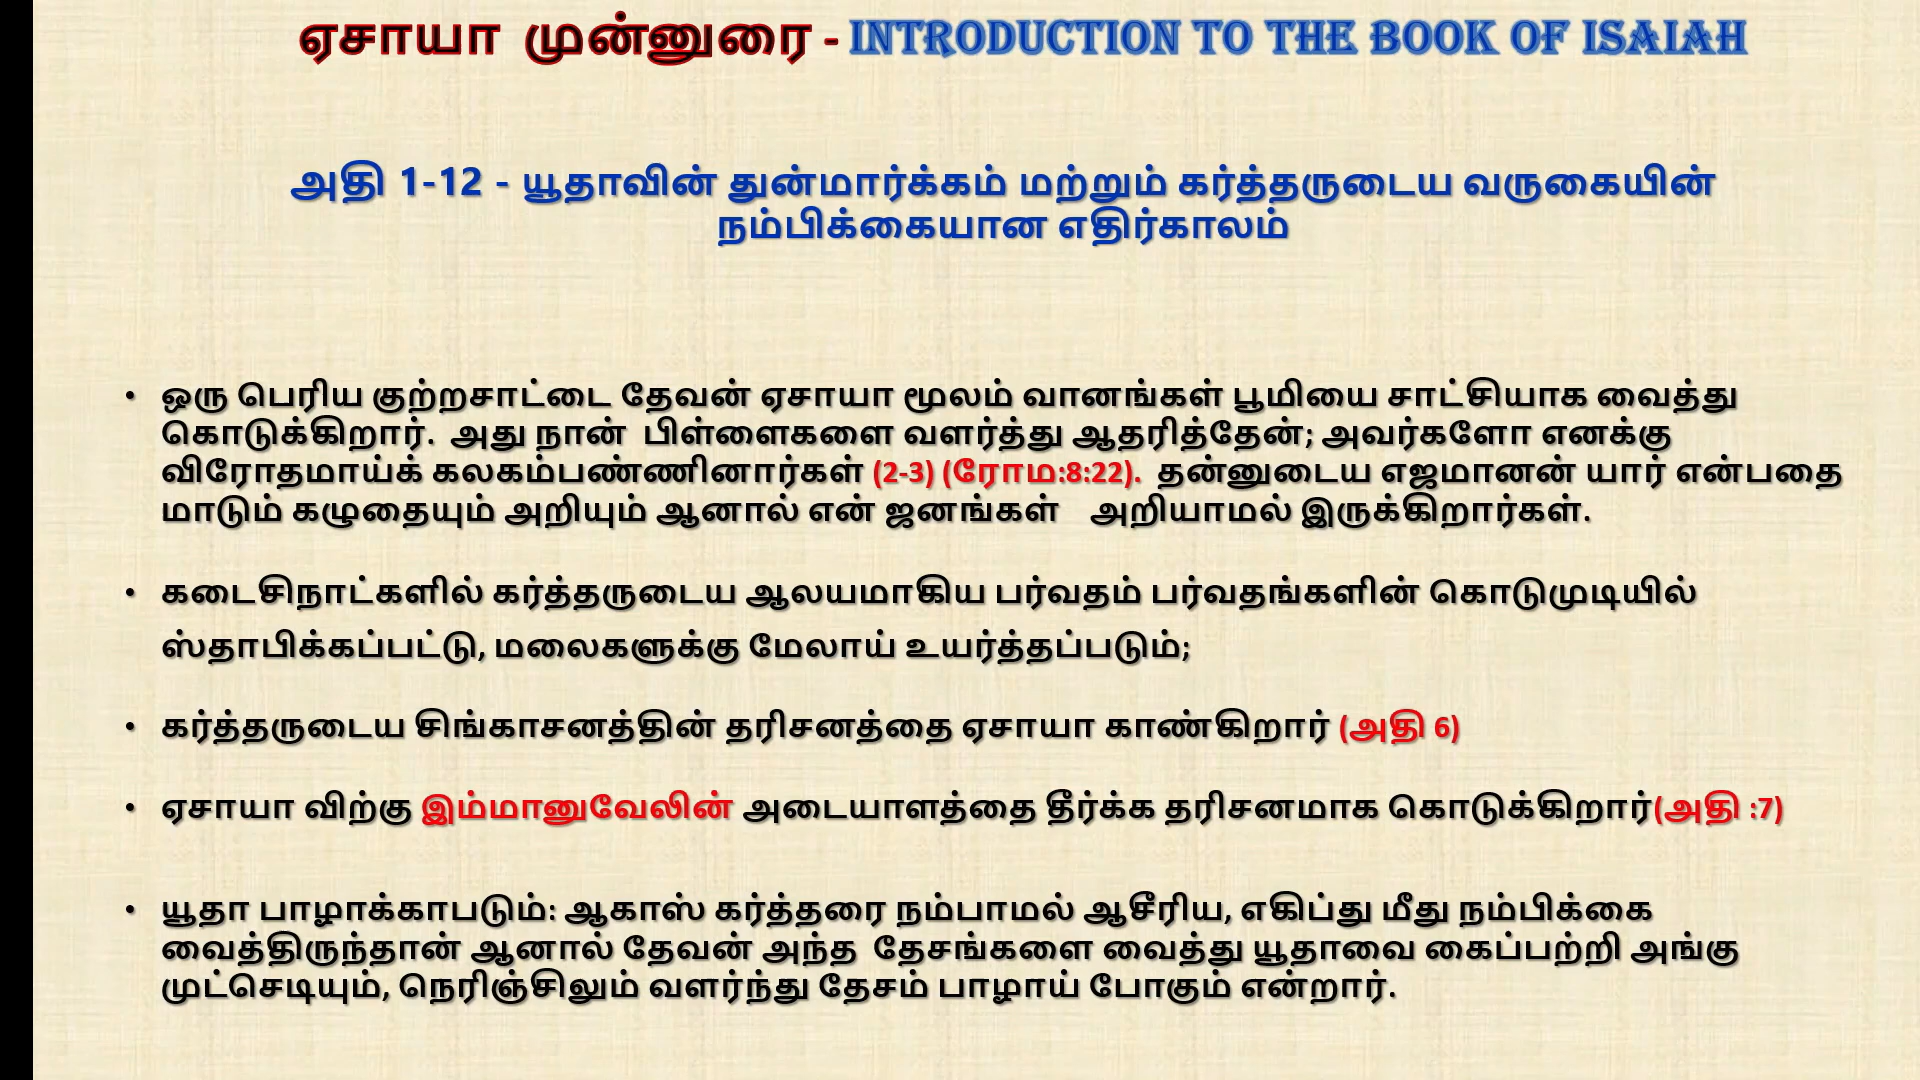 ஏசாயா முன்னுரை - INTRODUCTION TO THE BOOK OF ISAIAH
அதி 1-12 - யூதாவின் துன்மார்க்கம் மற்றும் கர்த்தருடைய வருகையின்
நம்பிக்கையான எதிர்காலம்
• ஒரு பெரிய குற்றசாட்டை தேவன் ஏசாயா மூலம் வானங்கள் பூமியை சாட்சியாக வைத்து
கொடுக்கிறார். அது நான் பிள்ளைகளை வளர்த்து ஆதரித்தேன்; அவர்களோ எனக்கு
விரோதமாய்க் கலகம்பண்ணினார்கள் (2-3) (ரோம:8:22). தன்னுடைய எஜமானன் யார் என்பதை
மாடும் கழுதையும் அறியும் ஆனால் என் ஜனங்கள் அறியாமல் இருக்கிறார்கள்.
• கடைசிநாட்களில் கர்த்தருடைய ஆலயமாகிய பர்வதம் பர்வதங்களின் கொடுமுடியில்
ஸ்தாபிக்கப்பட்டு, மலைகளுக்கு மேலாய் உயர்த்தப்படும்;
• கர்த்தருடைய சிங்காசனத்தின் தரிசனத்தை ஏசாயா காண்கிறார் (அதி 6)
• ஏசாயா விற்கு இம்மானுவேலின் அடையாளத்தை தீர்க்க தரிசனமாக கொடுக்கிறார்(அதி :7)
• யூதா பாழாக்காபடும்: ஆகாஸ் கர்த்தரை நம்பாமல் ஆசீரிய, எகிப்து மீது நம்பிக்கை
வைத்திருந்தான் ஆனால் தேவன் அந்த தேசங்களை வைத்து யூதாவை கைப்பற்றி அங்கு
முட்செடியும், நெரிஞ்சிலும் வளர்ந்து தேசம் பாழாய் போகும் என்றார்.